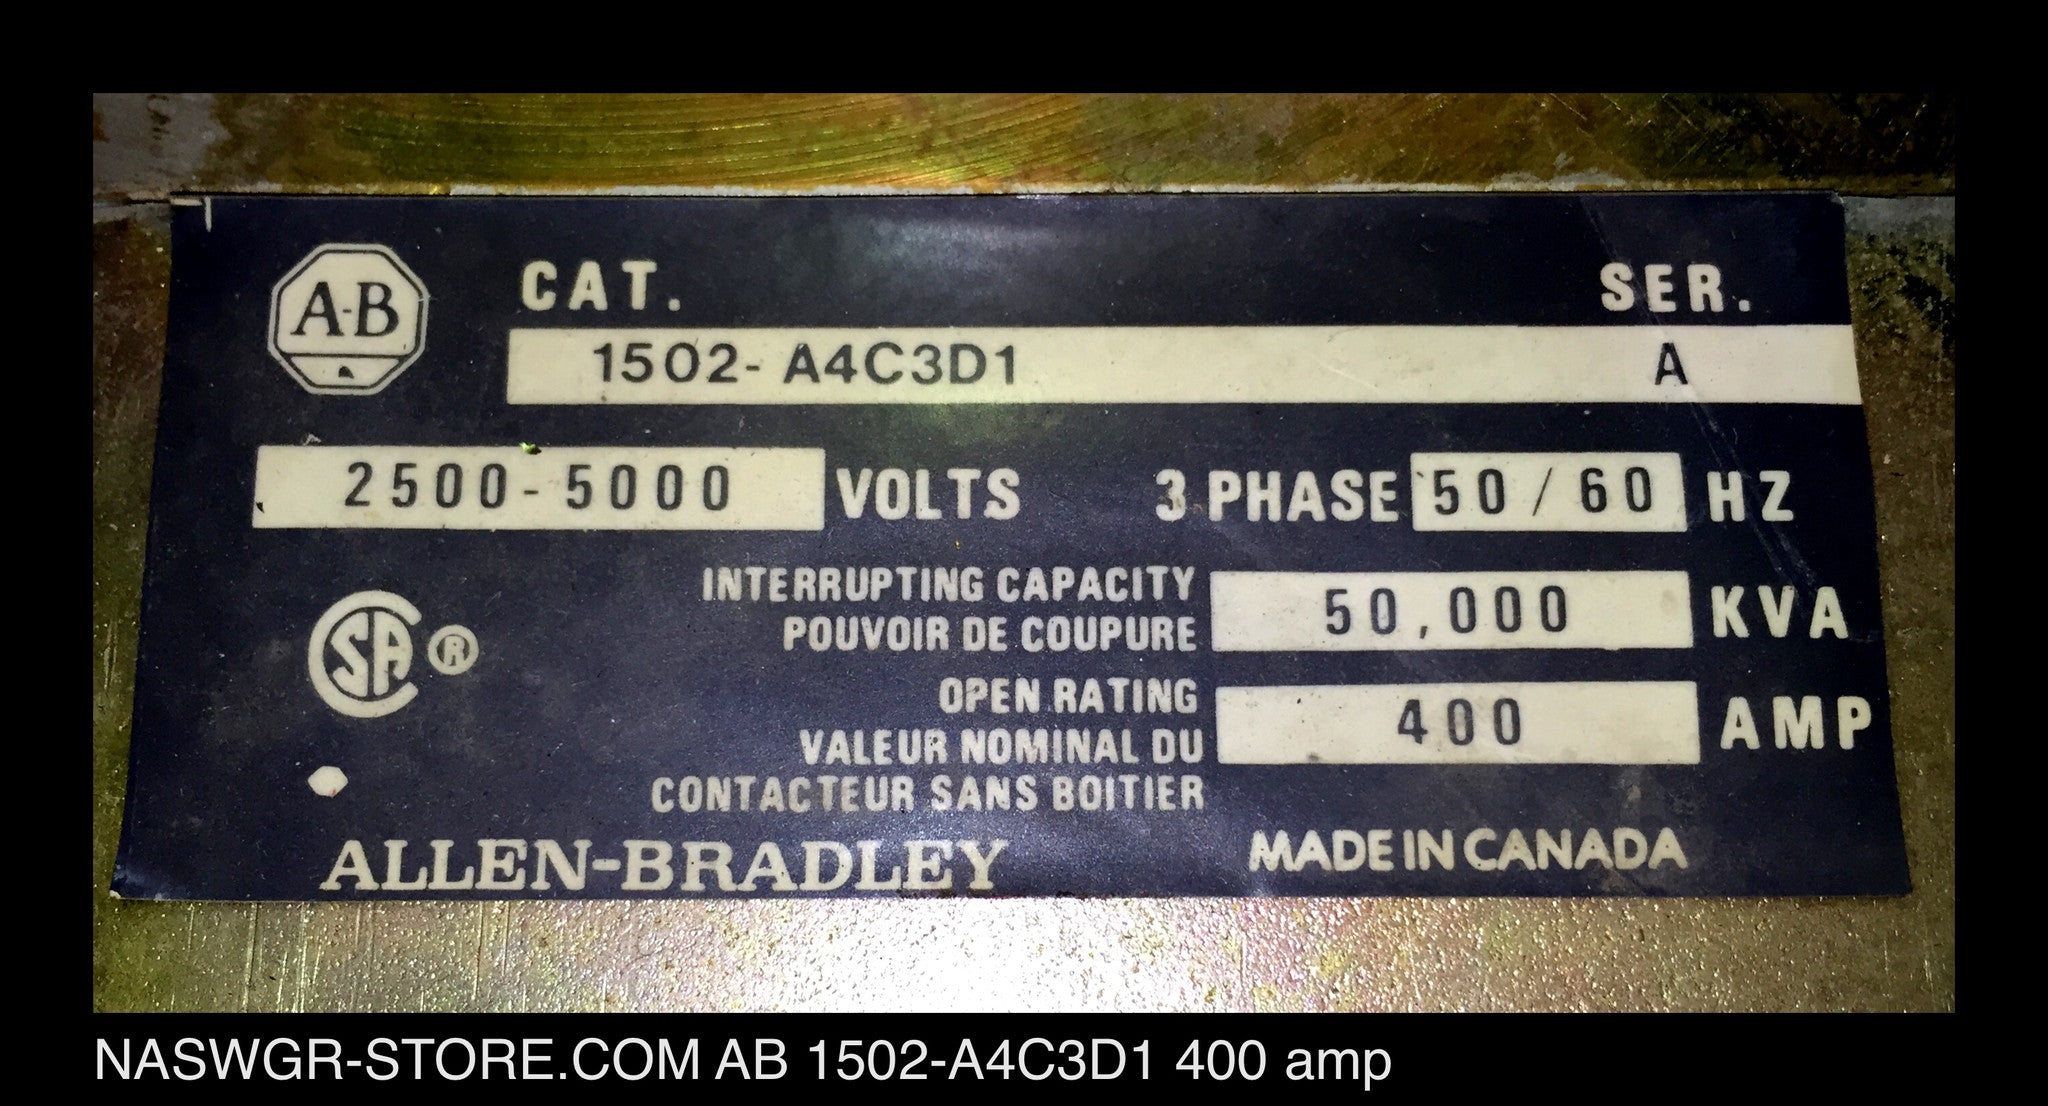 A-B
CAT.
SER.
1502- A4C3D1
A
2500-5000 VOLTS 3 PHASE 50/60 HZ
INTERRUPTING CAPACITY
POUVOIR DE COUPURE
50,000 KVA
SA ®
OPEN RATING
VALEUR NOMINAL DU
CONTACTEUR SANS BOITIER
400 AMP
ALLEN-BRADLEY
MADE IN CANADA
NASWGR-STORE.COM AB 1502-A4C3D1 400 amp